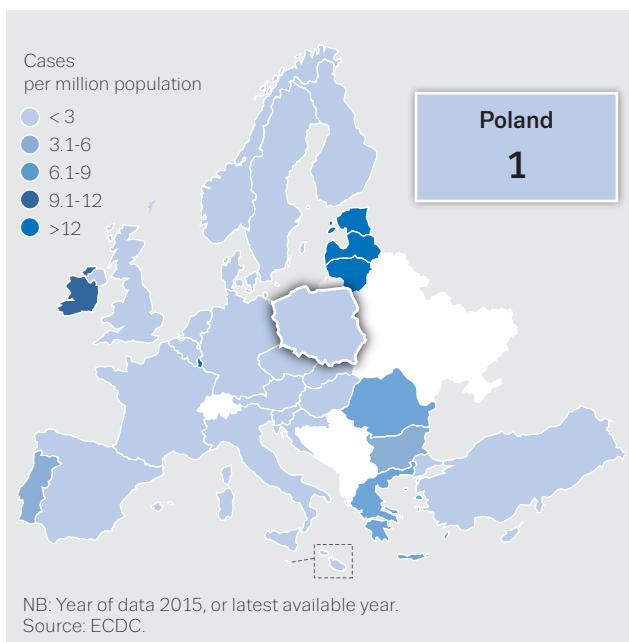 Cases
per million population
< 3
3.1-6
6.1-9
9.1-12
>12
Poland
1
NB: Year of data 2015, or latest available year.
Source: ECDC.